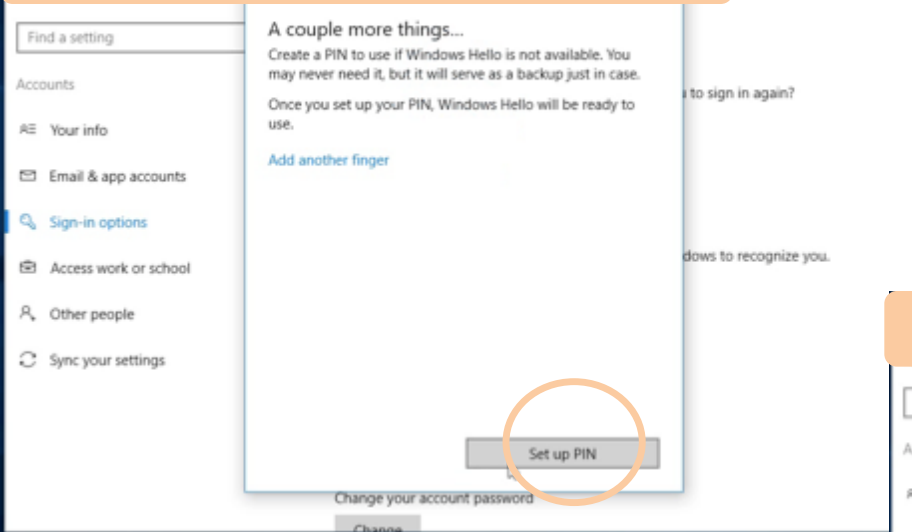 Find a setting
Accounts
Your info
Email & app accounts
Sign-in options
Access work or school
Other people
Sync your settings
A couple more things...
Create a PIN to use if Windows Hello is not available. You
may never need it, but it will serve as a backup just in case.
Once you set up your PIN, Windows Hello will be ready to
use.
Add another finger
Set up PIN
to sign in again?
dows to recognize you.
Change your account password
Change